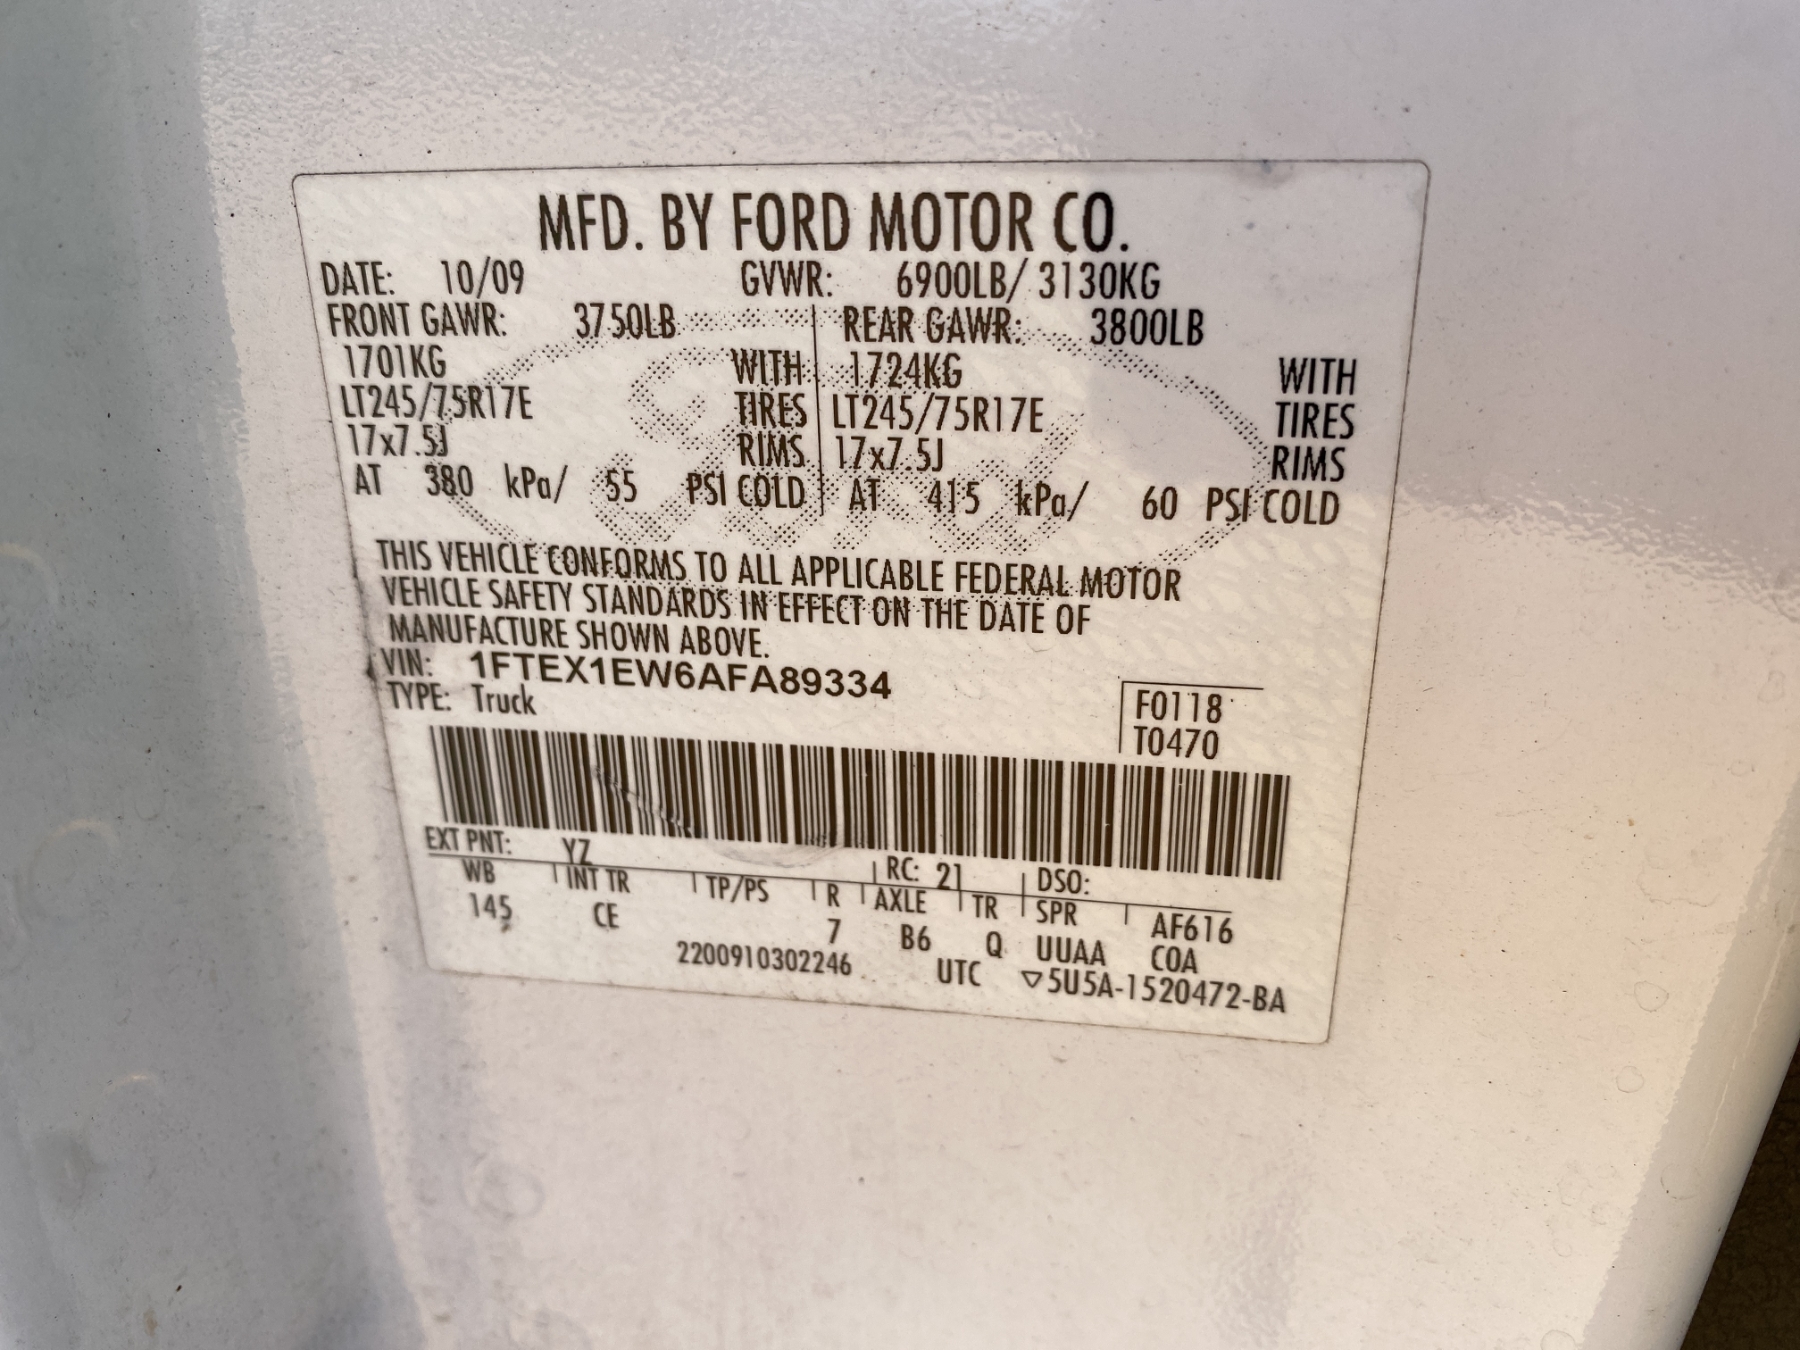 MFD. BY FORD MOTOR CO.
DATE: 10/09 GVWR: 6900LB/ 3130KG
FRONT GAWR: 3750LB REAR GAWR: 3800LB
1701KG WITH 1724KG WITH
LT245/75R17E TIRES LT245/75R17E TIRES
17x7.5J RIMS 17x7.5J RIMS
AT 380 kPa/ 55 PSI COLD AT 415 kPa/ 60 PSI COLD
THIS VEHICLE CONFORMS TO ALL APPLICABLE FEDERAL MOTOR
VEHICLE SAFETY STANDARDS IN EFFECT ON THE DATE OF
MANUFACTURE SHOWN ABOVE.
VIN: 1FTEX1EW6AFA89334
TYPE: Truck
F0118
T0470
EXT PNT: YZ RC: 21 DSO:
WB INT TR TP/PS R AXLE TR SPR AF616
145 CE 7 B6 Q UUAA COA
2200910302246 UTC ▽5U5A-1520472-BA